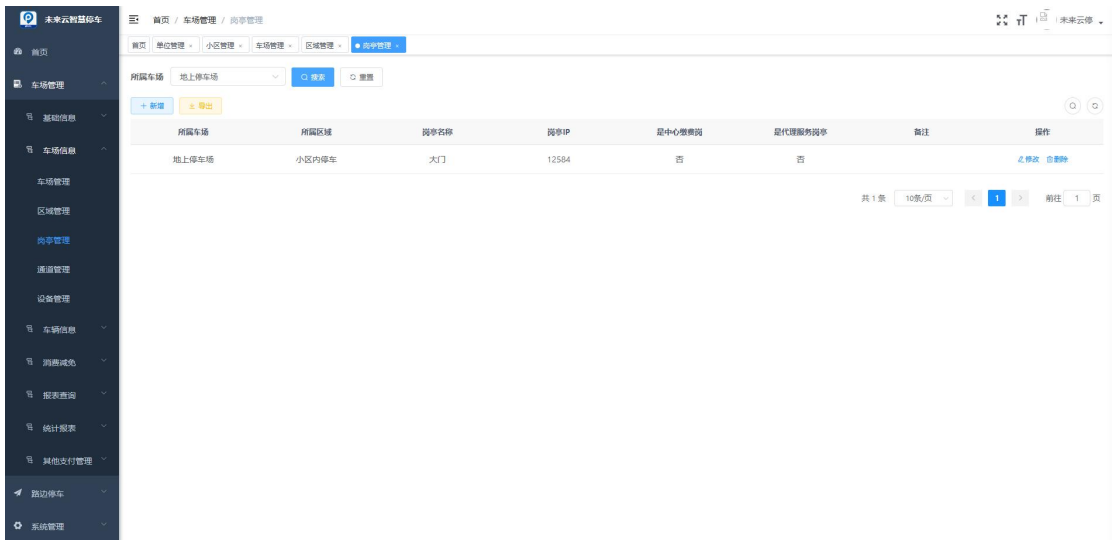 未来云智慧停车
首页 / 车场管理 / 岗亭管理
未来云停
首页 单位管理 × 小区管理 × 车场管理 × 区域管理 × 岗亭管理 ×
首页
车场管理
基础信息
车场信息
车场管理
区域管理
岗亭管理
通道管理
设备管理
车辆信息
消费减免
报表查询
统计报表
其他支付管理
路边停车
系统管理
所属车场 地上停车场 搜索 重置
+ 新增 导出
所属车场 所属区域 岗亭名称 岗亭IP 是中心缴费岗 是代理服务岗亭 备注 操作
地上停车场 小区内停车 大门 12584 否 否 修改 删除
共 1 条 10条/页 < 1 > 前往 1 页